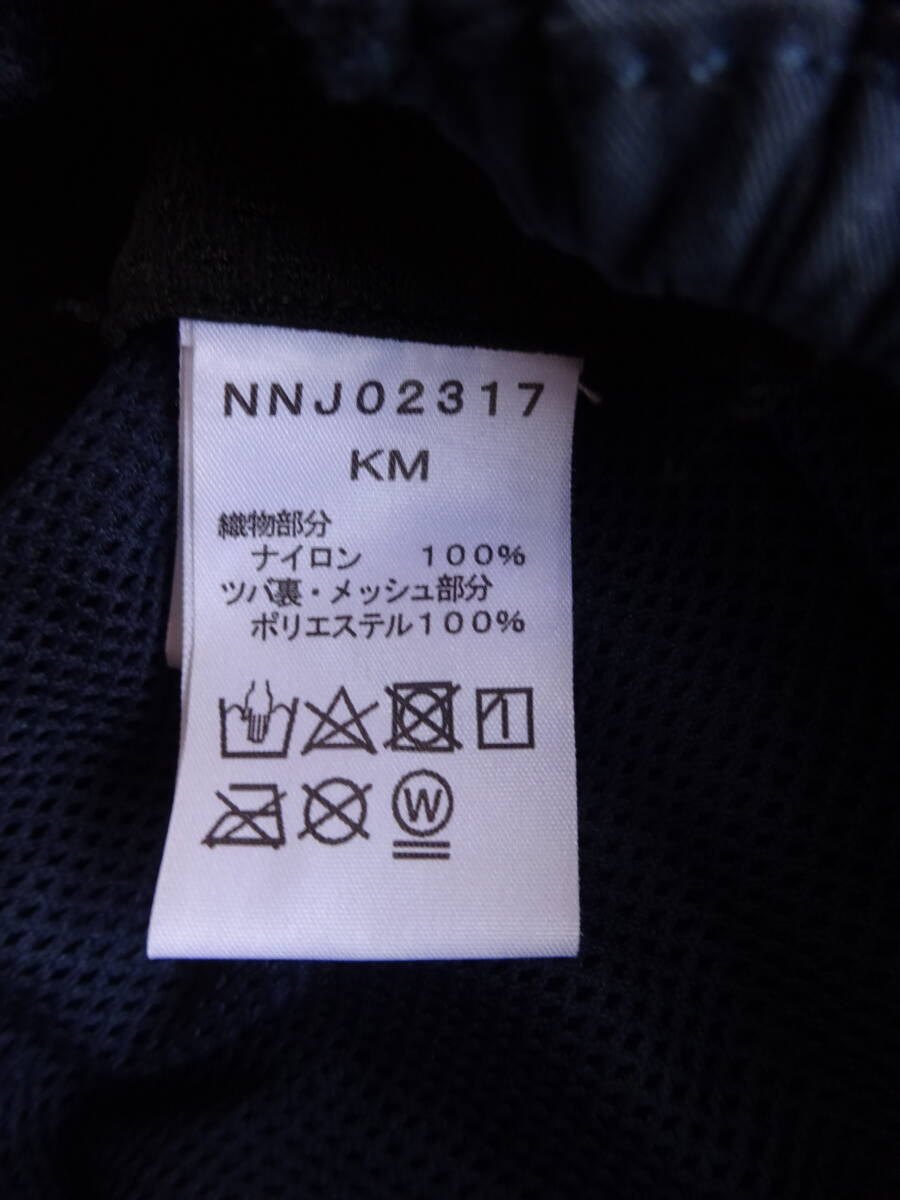 NNJ02317
KM
織物部分
ナイロン 100%
ツバ裏・メッシュ部分
ポリエステル100%
W